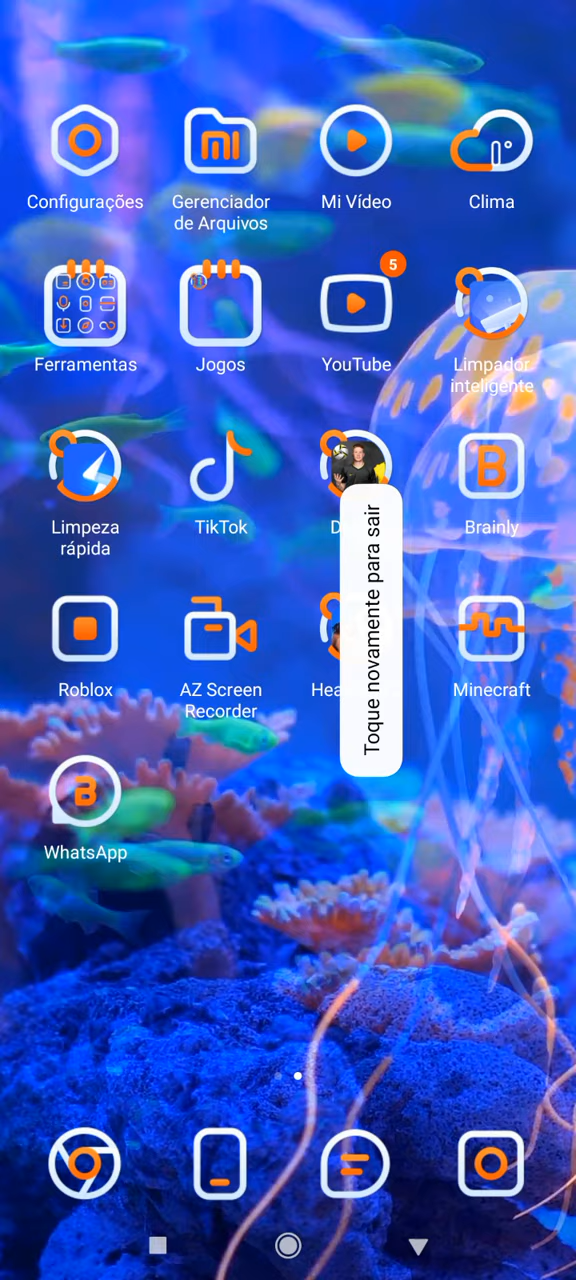 Configurações
Gerenciador
de Arquivos
Mi Vídeo
Clima
5
Ferramentas
Jogos
YouTube
Limpador
inteligente
Limpeza
rápida
TikTok
Brainly
B
Toque novamente para sair
Roblox
AZ Screen
Recorder
Minecraft
B
WhatsApp